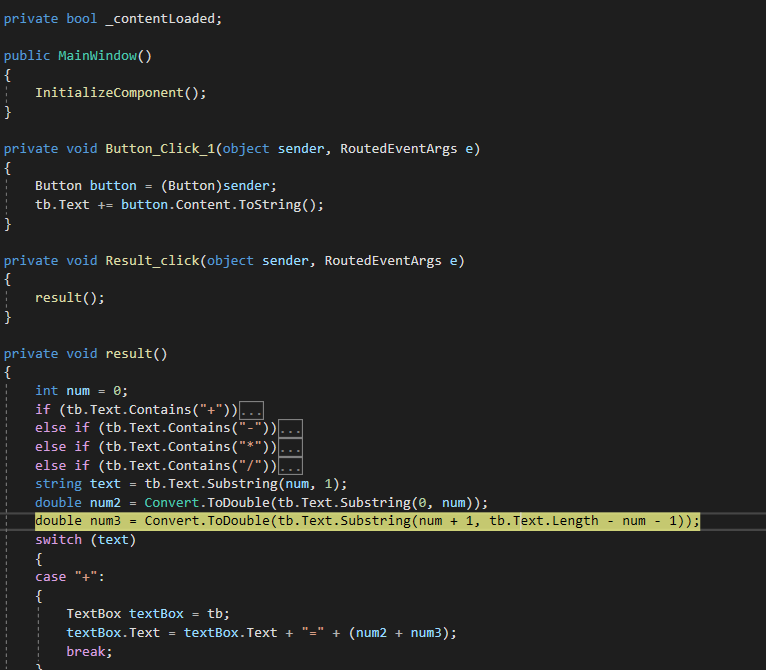 private bool _contentLoaded;
public MainWindow()
{
InitializeComponent();
}
private void Button_Click_1(object sender, RoutedEventArgs e)
{
Button button = (Button)sender;
tb.Text += button.Content.ToString();
}
private void Result_click(object sender, RoutedEventArgs e)
{
result();
}
private void result()
{
int num = 0;
if (tb.Text.Contains("+"))...
else if (tb.Text.Contains("-"))...
else if (tb.Text.Contains("*"))...
else if (tb.Text.Contains("/"))...
string text = tb.Text.Substring(num, 1);
double num2 = Convert.ToDouble(tb.Text.Substring(0, num));
double num3 = Convert.ToDouble(tb.Text.Substring(num + 1, tb.Text.Length - num - 1));
switch (text)
{
case "+":
{
TextBox textBox = tb;
textBox.Text = textBox.Text + "=" + (num2 + num3);
break;
}